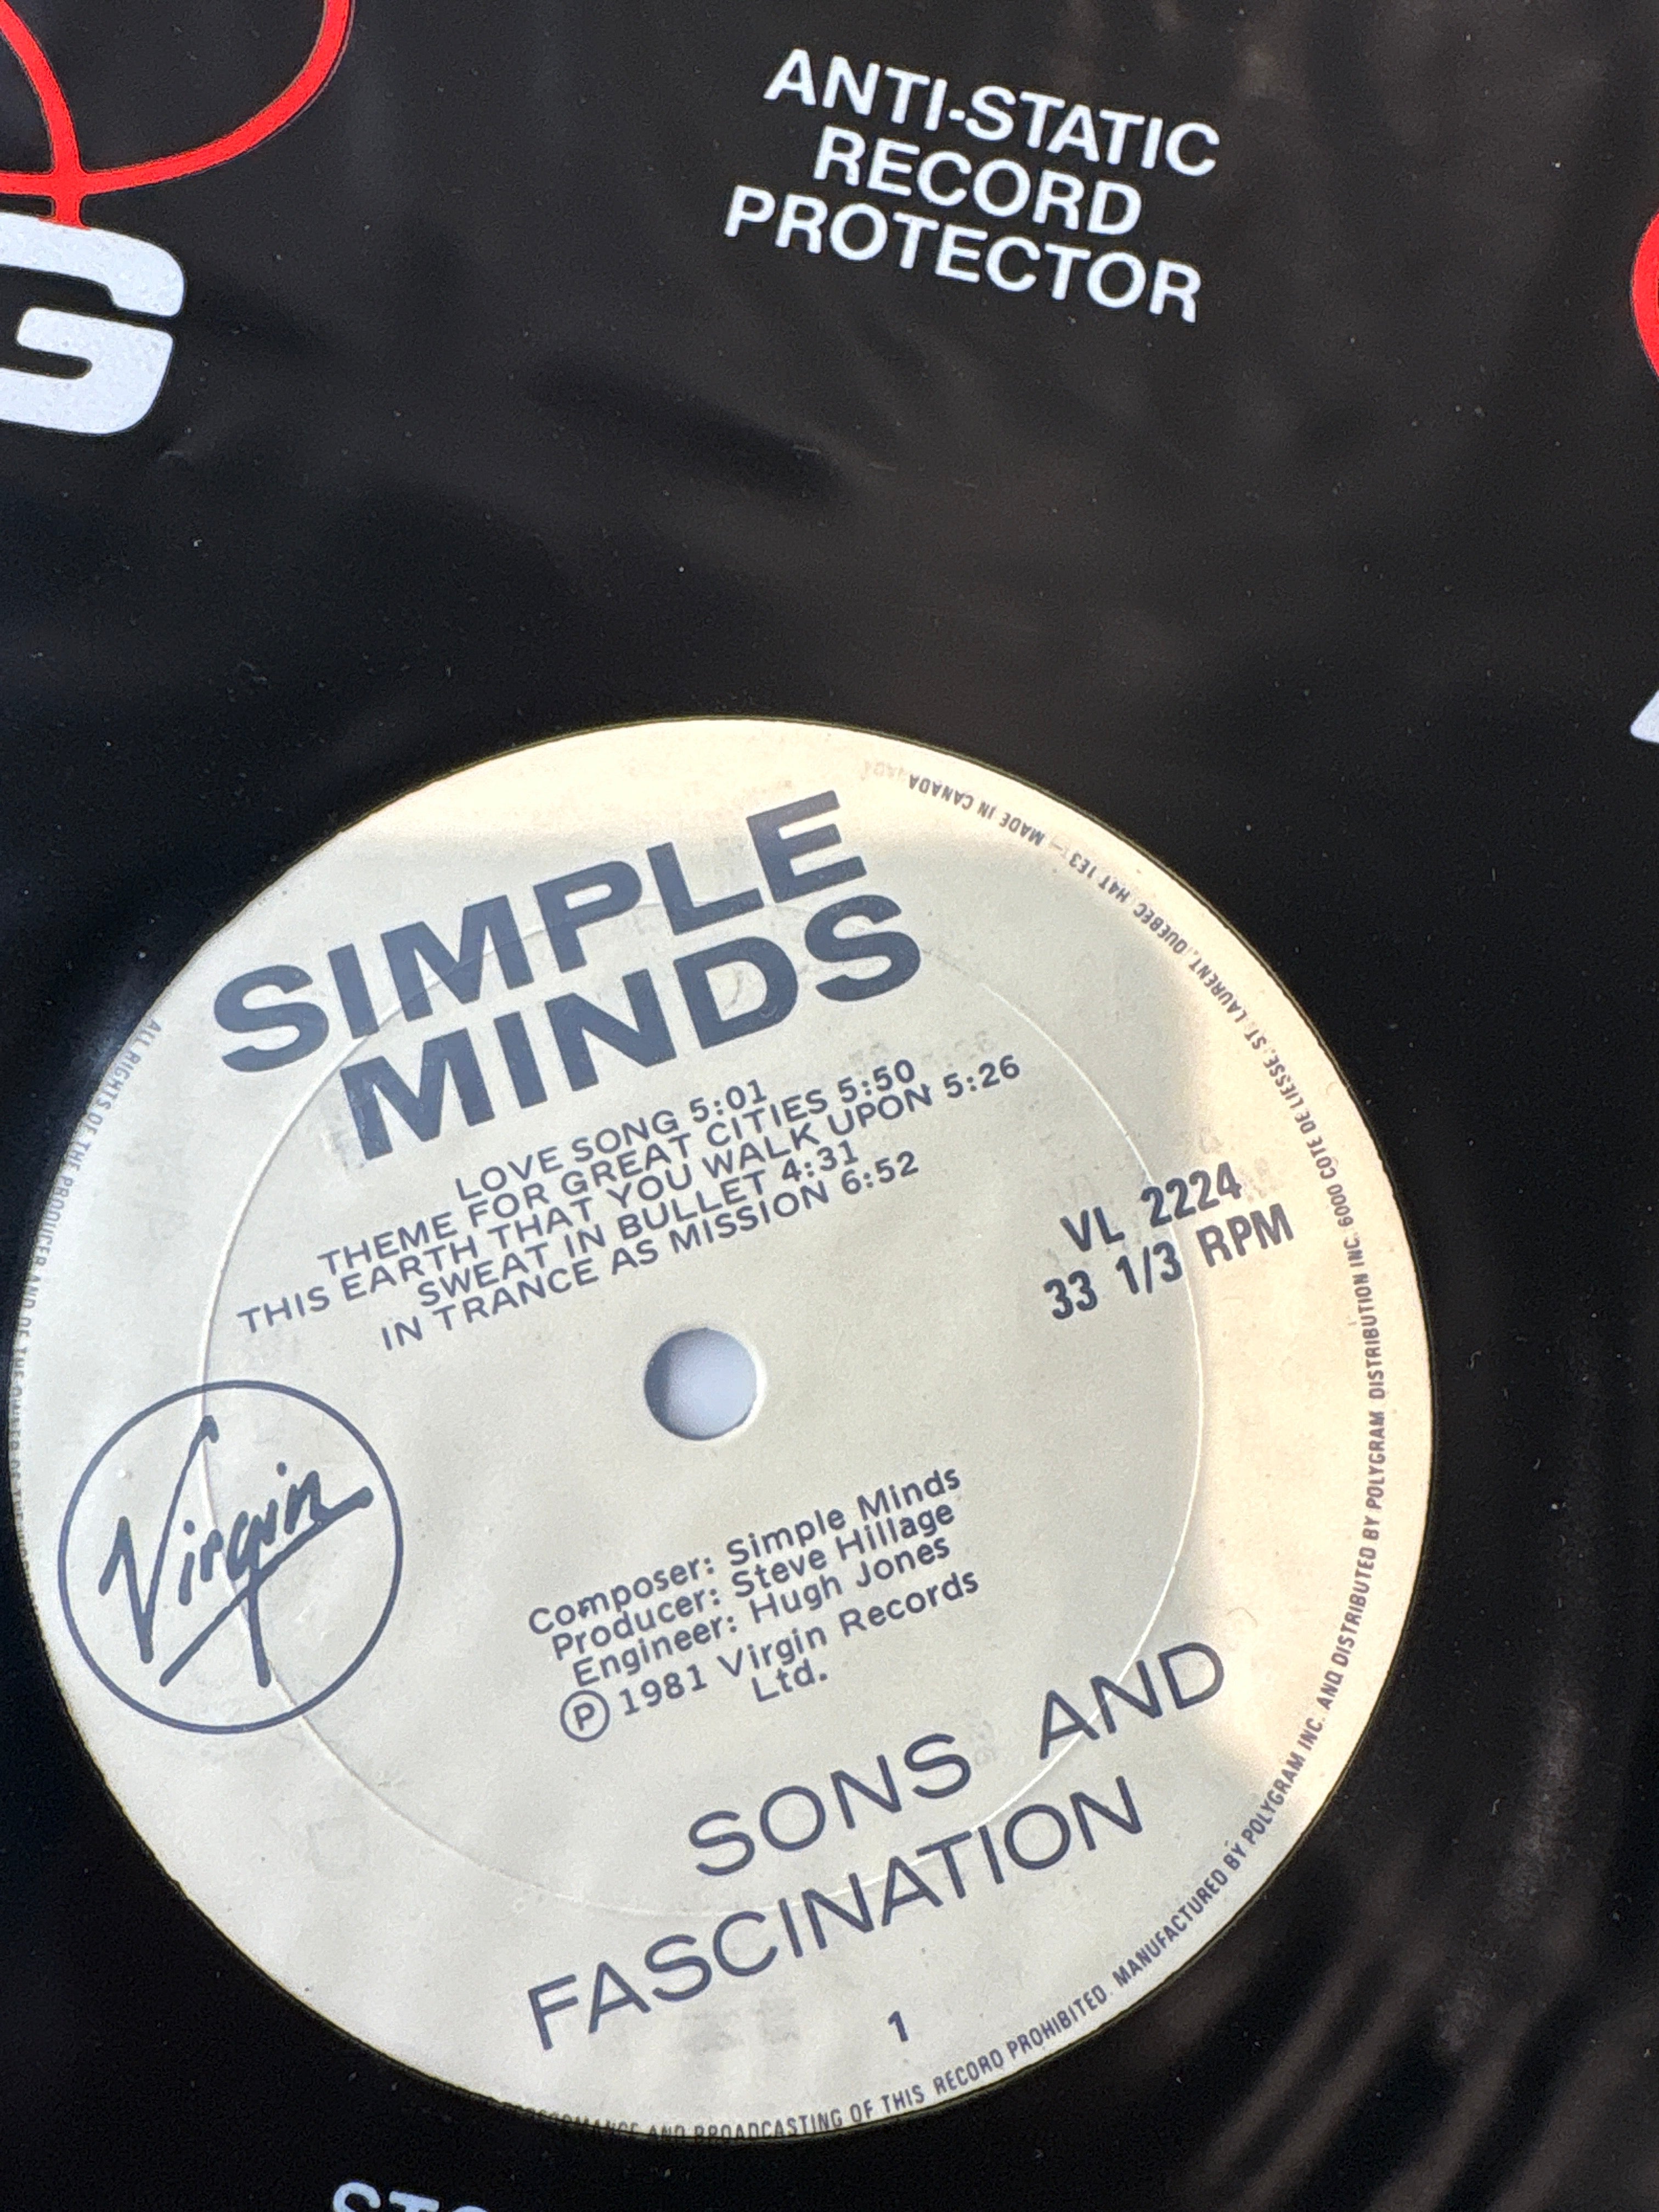 ANTI-STATIC
RECORD
PROTECTOR
G
SIMPLE
MINDS
LOVE SONG 5:01
THEME FOR GREAT CITIES 5:50
THIS EARTH THAT YOU WALK UPON 5:26
SWEAT IN BULLET 4:31
IN TRANCE AS MISSION 6:52
VL 2224
33 1/3 RPM
Virgin
Composer: Simple Minds
Producer: Steve Hillage
Engineer: Hugh Jones
Ⓟ 1981 Virgin Records
Ltd.
SONS AND
FASCINATION
1
ALL RIGHTS OF THE PRODUCER AND OF THE OWNER OF THE
AND BROADCASTING OF THIS RECORD PROHIBITED. MANUFACTURED BY POLYGRAM INC. AND DISTRIBUTED BY POLYGRAM DISTRIBUTION INC. 6000 COTE DE LIESSE, ST. LAURENT, QUEBEC H4T 1E3 — MADE IN CANADA